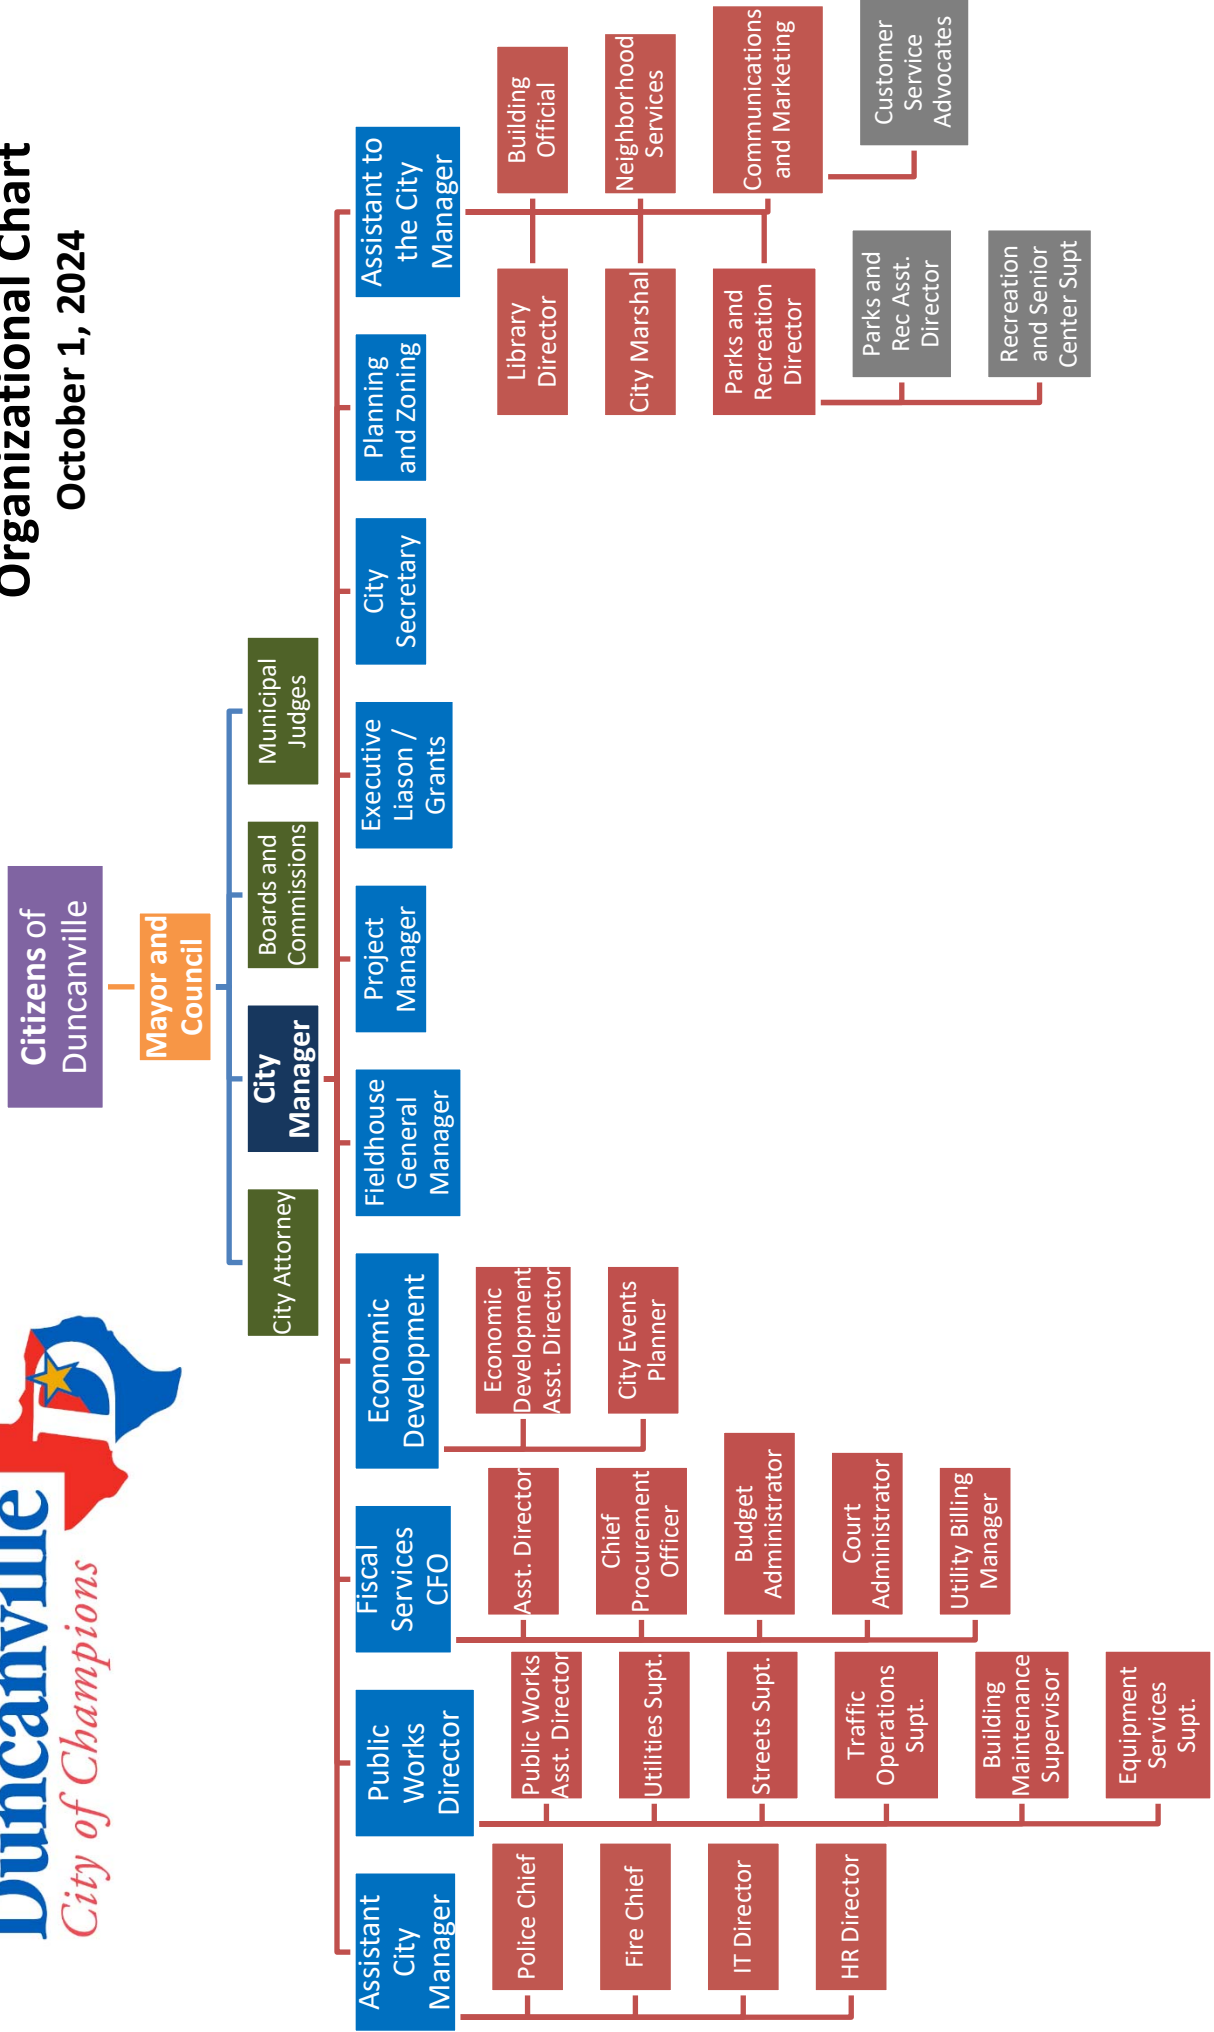 Duncanville
City of Champions
Organizational Chart
October 1, 2024
Citizens of
Duncanville
Mayor and
Council
City Attorney
City
Manager
Boards and
Commissions
Municipal
Judges
Assistant
City
Manager
Public
Works
Director
Fiscal
Services
CFO
Economic
Development
Fieldhouse
General
Manager
Project
Manager
Executive
Liason /
Grants
City
Secretary
Planning
and Zoning
Assistant to
the City
Manager
Police Chief
Fire Chief
IT Director
HR Director
Public Works
Asst. Director
Utilities Supt.
Streets Supt.
Traffic
Operations
Supt.
Building
Maintenance
Supervisor
Equipment
Services
Supt.
Asst. Director
Chief
Procurement
Officer
Budget
Administrator
Court
Administrator
Utility Billing
Manager
Economic
Development
Asst. Director
City Events
Planner
Library
Director
Building
Official
City Marshal
Neighborhood
Services
Parks and
Recreation
Director
Communications
and Marketing
Parks and
Rec Asst.
Director
Recreation
and Senior
Center Supt
Customer
Service
Advocates